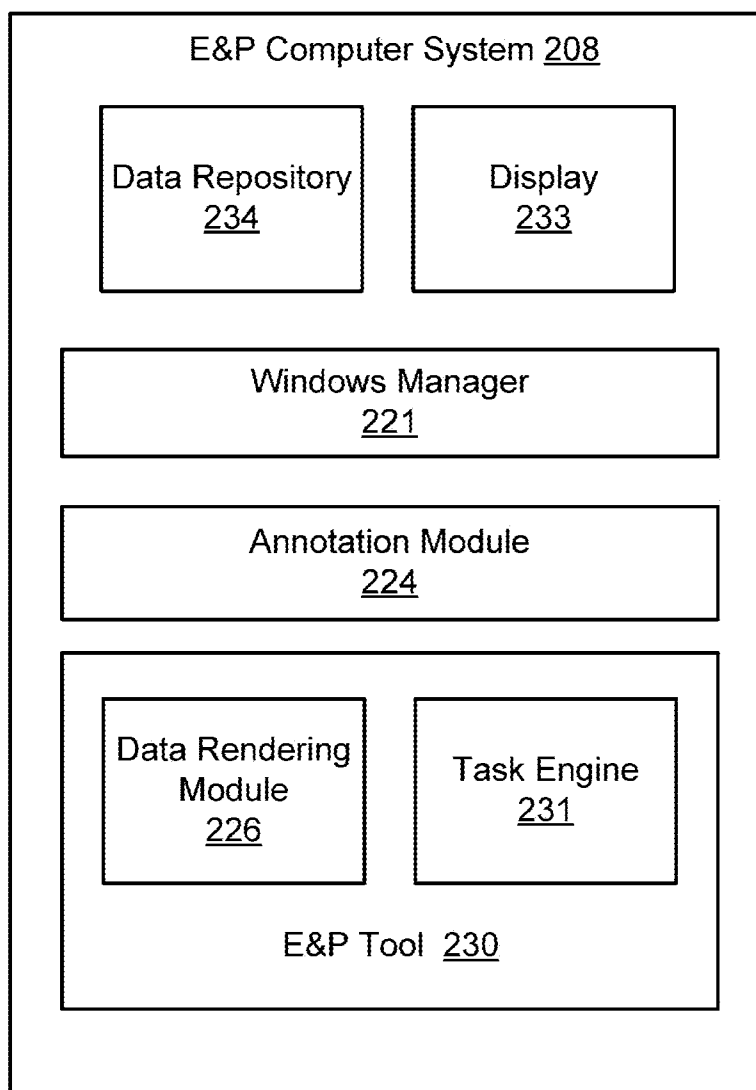 E&P Computer System 208
Data Repository
234
Display
233
Windows Manager
221
Annotation Module
224
Data Rendering
Module
226
Task Engine
231
E&P Tool 230